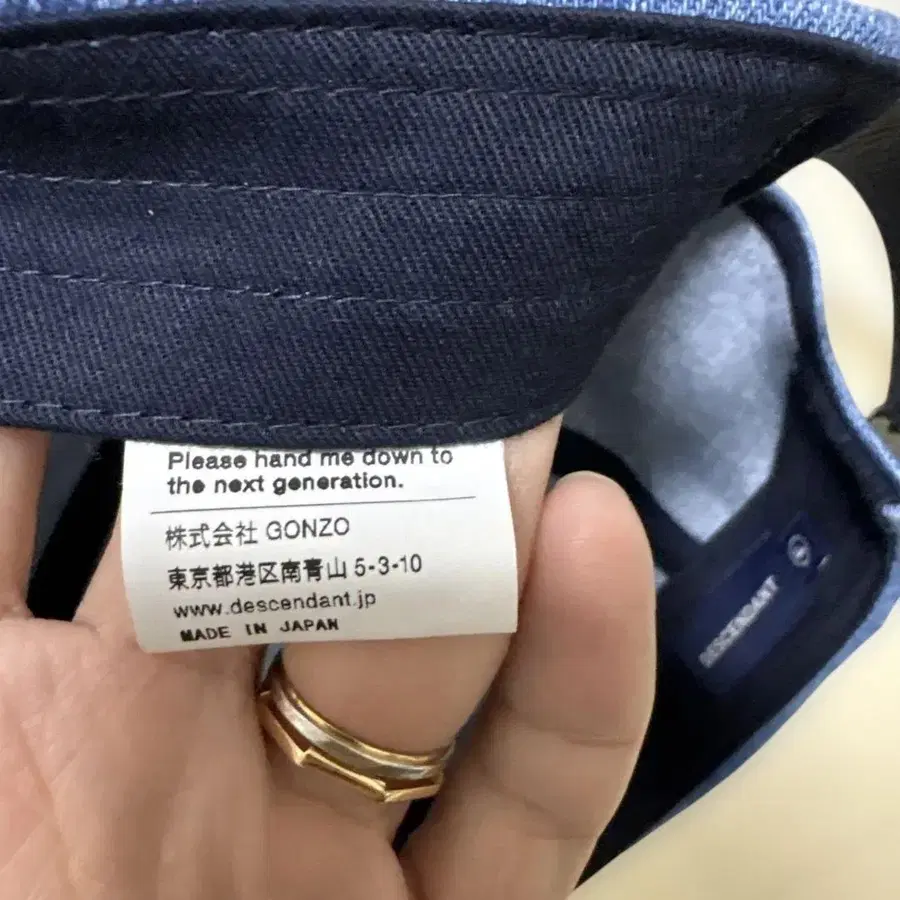 Please hand me down to
the next generation.
株式会社 GONZO
東京都港区南青山 5-3-10
www.descendant.jp
MADE IN JAPAN
DESCENDANT